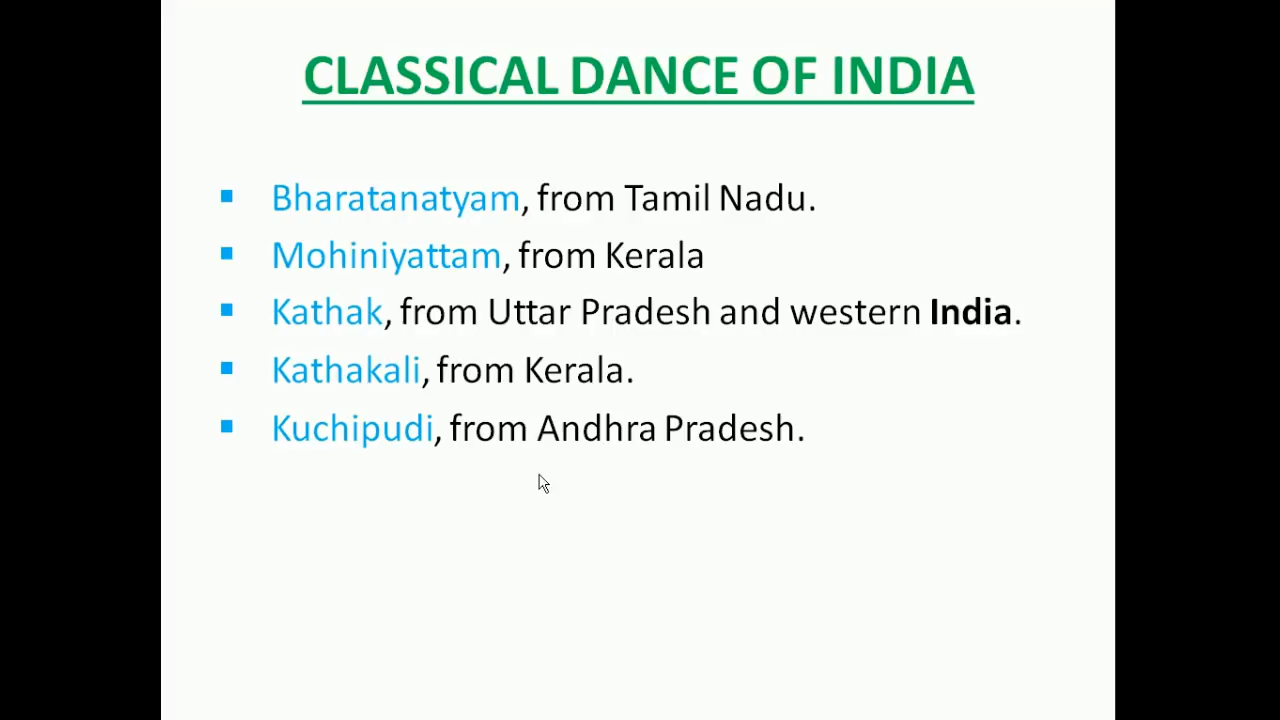 CLASSICAL DANCE OF INDIA
Bharatanatyam, from Tamil Nadu.
Mohiniyattam, from Kerala
Kathak, from Uttar Pradesh and western India.
Kathakali, from Kerala.
Kuchipudi, from Andhra Pradesh.